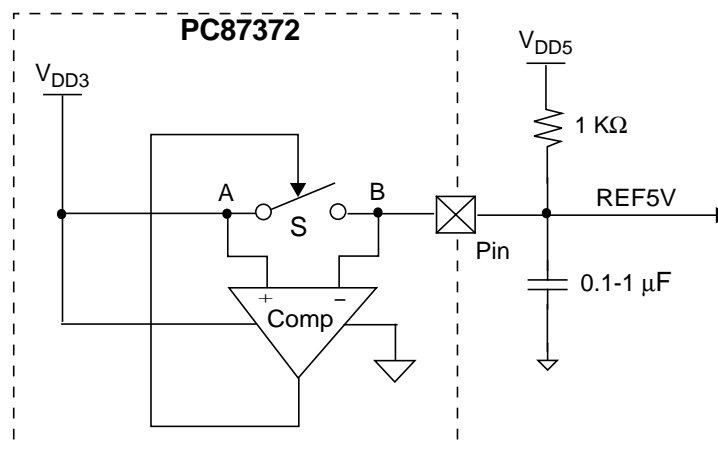 PC87372
VDD3
VDD5
1 KΩ
A
B
S
REF5V
Pin
+ −
Comp
0.1-1 μF